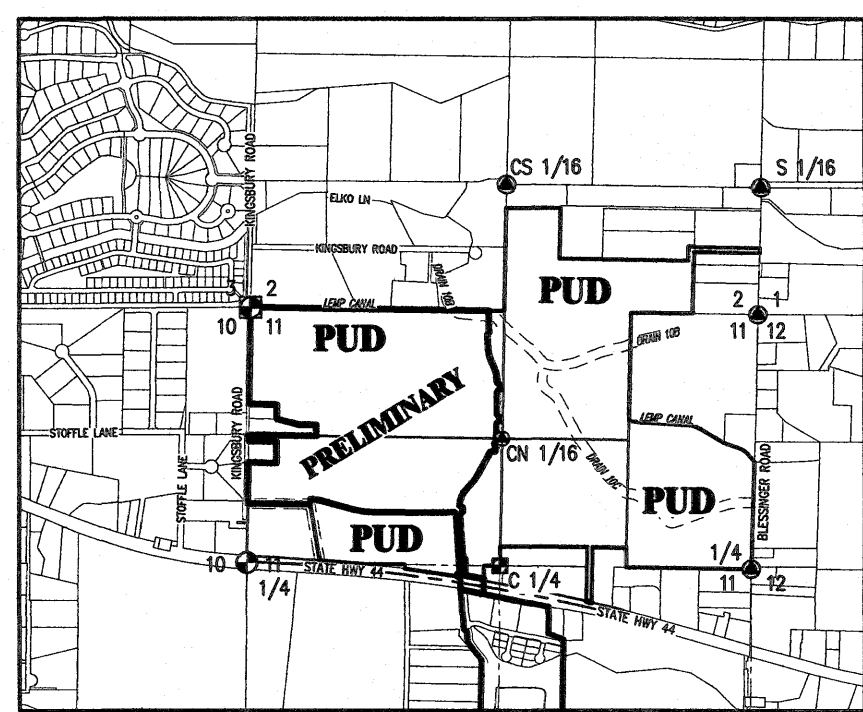 CS 1/16
S 1/16
KINGSBURY ROAD
ELKO LN
KINGSBURY ROAD
DRAIN 10B
3 2
10 11
LEMP CANAL
PUD
PUD
2 1
11 12
DRAIN 10B
PRELIMINARY
LEMP CANAL
STOFFLE LANE
KINGSBURY ROAD
STOFFLE LANE
CN 1/16
DRAIN 10C
PUD
BLESSINGER ROAD
PUD
10 11
1/4
STATE HWY 44
C 1/4
1/4
11 12
STATE HWY 44